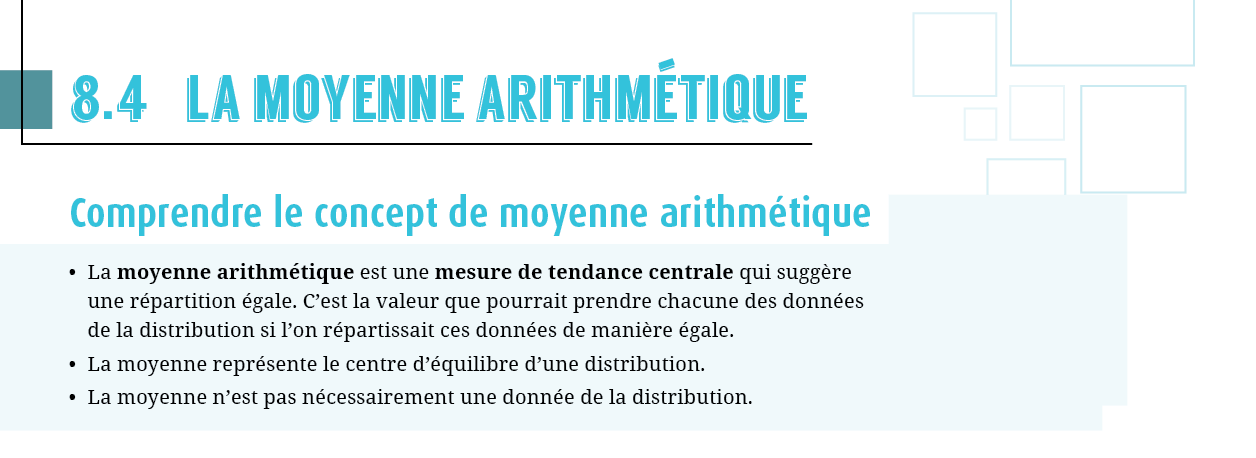 8.4 LA MOYENNE ARITHMÉTIQUE
Comprendre le concept de moyenne arithmétique
• La moyenne arithmétique est une mesure de tendance centrale qui suggère
une répartition égale. C’est la valeur que pourrait prendre chacune des données
de la distribution si l’on répartissait ces données de manière égale.
• La moyenne représente le centre d’équilibre d’une distribution.
• La moyenne n’est pas nécessairement une donnée de la distribution.